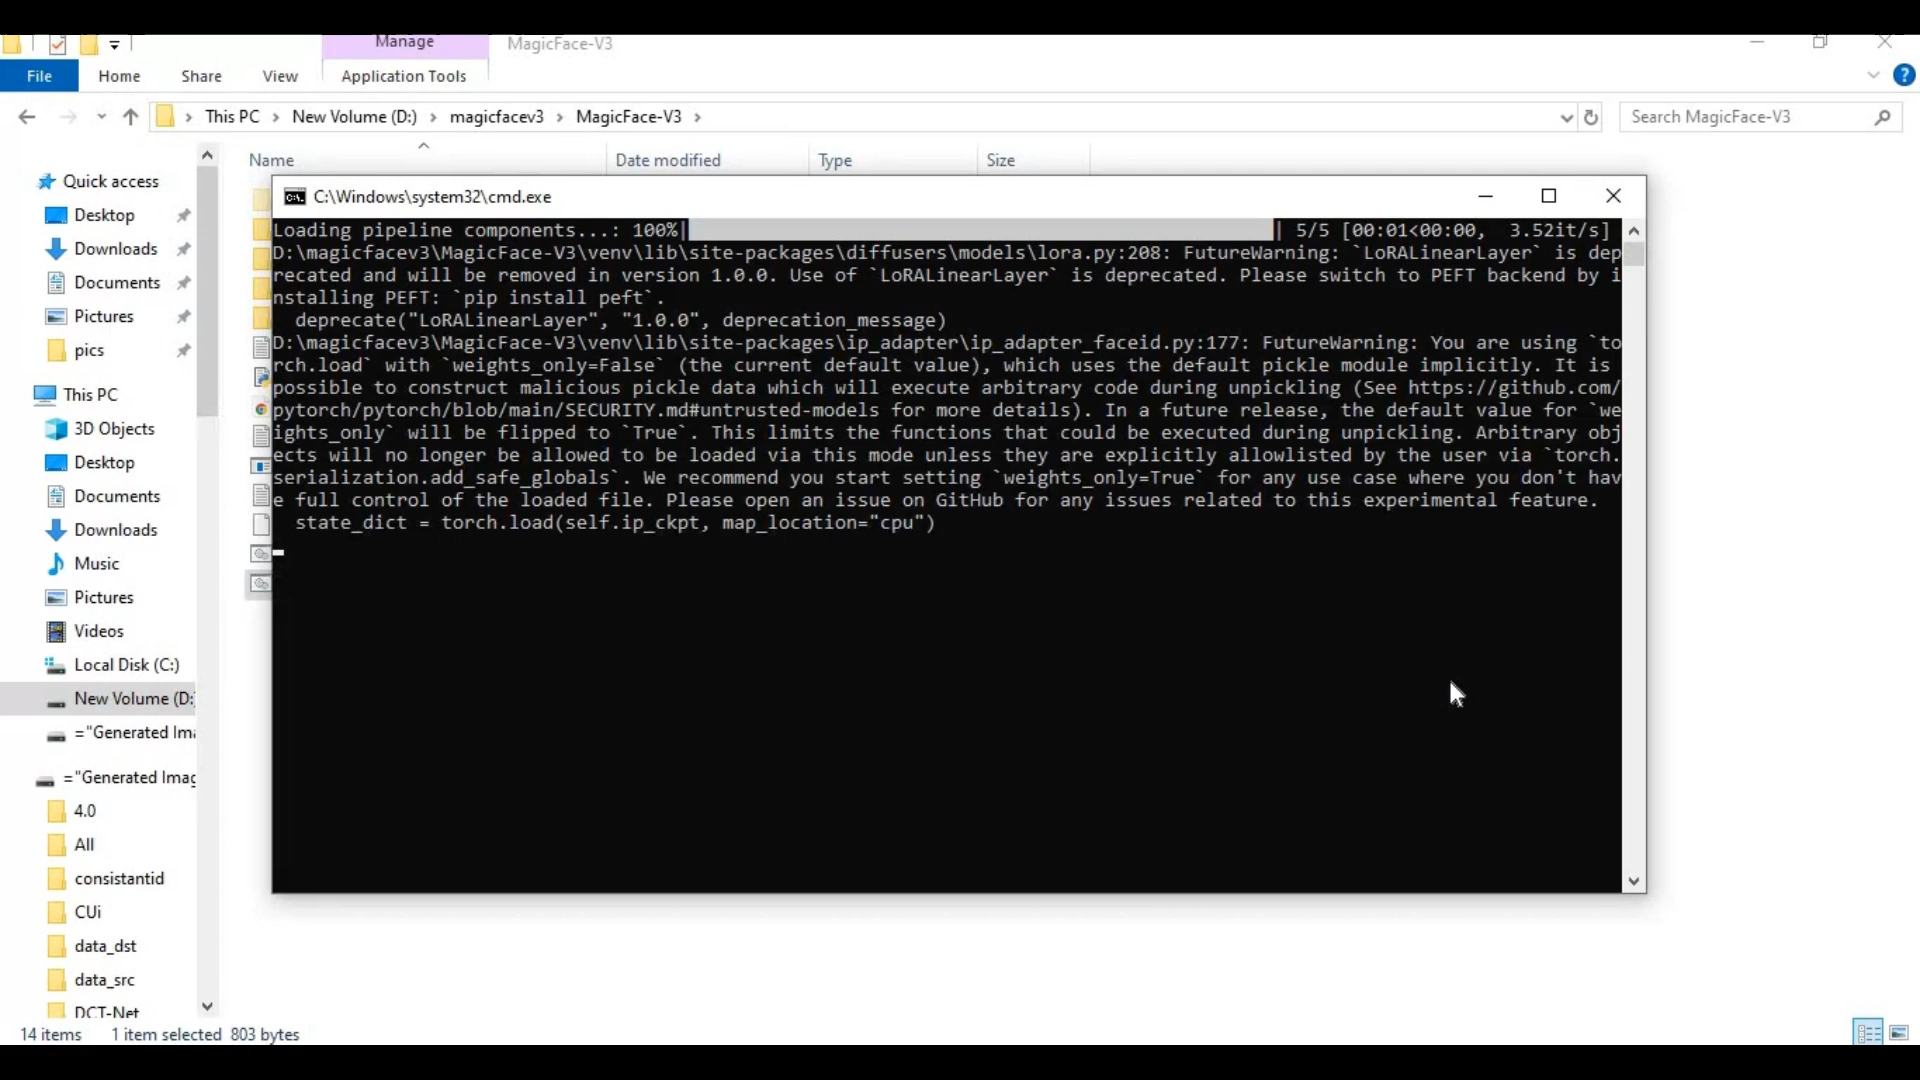 Manage
MagicFace-V3
File
Home
Share
View
Application Tools
This PC
New Volume (D:)
magicfacev3
MagicFace-V3
Search MagicFace-V3
Name
Date modified
Type
Size
Quick access
Desktop
Downloads
Documents
Pictures
pics
This PC
3D Objects
Desktop
Documents
Downloads
Music
Pictures
Videos
Local Disk (C:)
New Volume (D:
="Generated Ima
="Generated Imag
4.0
All
consistantid
CUi
data_dst
data_src
DCT-Net
C:\Windows\system32\cmd.exe
Loading pipeline components...: 100%| | 5/5 [00:01<00:00, 3.52it/s]
D:\magicfacev3\MagicFace-V3\venv\lib\site-packages\diffusers\models\lora.py:208: FutureWarning: `LoRALinearLayer` is dep
recated and will be removed in version 1.0.0. Use of `LoRALinearLayer` is deprecated. Please switch to PEFT backend by i
nstalling PEFT: `pip install peft`.
deprecate("LoRALinearLayer", "1.0.0", deprecation_message)
D:\magicfacev3\MagicFace-V3\venv\lib\site-packages\ip_adapter\ip_adapter_faceid.py:177: FutureWarning: You are using `to
rch.load` with `weights_only=False` (the current default value), which uses the default pickle module implicitly. It is
possible to construct malicious pickle data which will execute arbitrary code during unpickling (See https://github.com/
pytorch/pytorch/blob/main/SECURITY.md#untrusted-models for more details). In a future release, the default value for `we
ights_only` will be flipped to `True`. This limits the functions that could be executed during unpickling. Arbitrary obj
ects will no longer be allowed to be loaded via this mode unless they are explicitly allowlisted by the user via `torch.
serialization.add_safe_globals`. We recommend you start setting `weights_only=True` for any use case where you don't hav
e full control of the loaded file. Please open an issue on GitHub for any issues related to this experimental feature.
state_dict = torch.load(self.ip_ckpt, map_location="cpu")
14 items
1 item selected
803 bytes